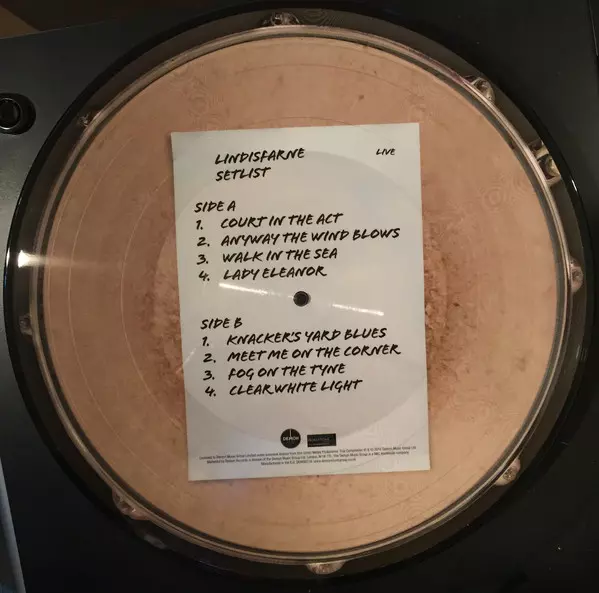 LINDISFARNE LIVE
SETLIST
SIDE A
1. COURT IN THE ACT
2. ANYWAY THE WIND BLOWS
3. WALK IN THE SEA
4. LADY ELEANOR
SIDE B
1. KNACKER'S YARD BLUES
2. MEET ME ON THE CORNER
3. FOG ON THE TYNE
4. CLEAR WHITE LIGHT
DEMON